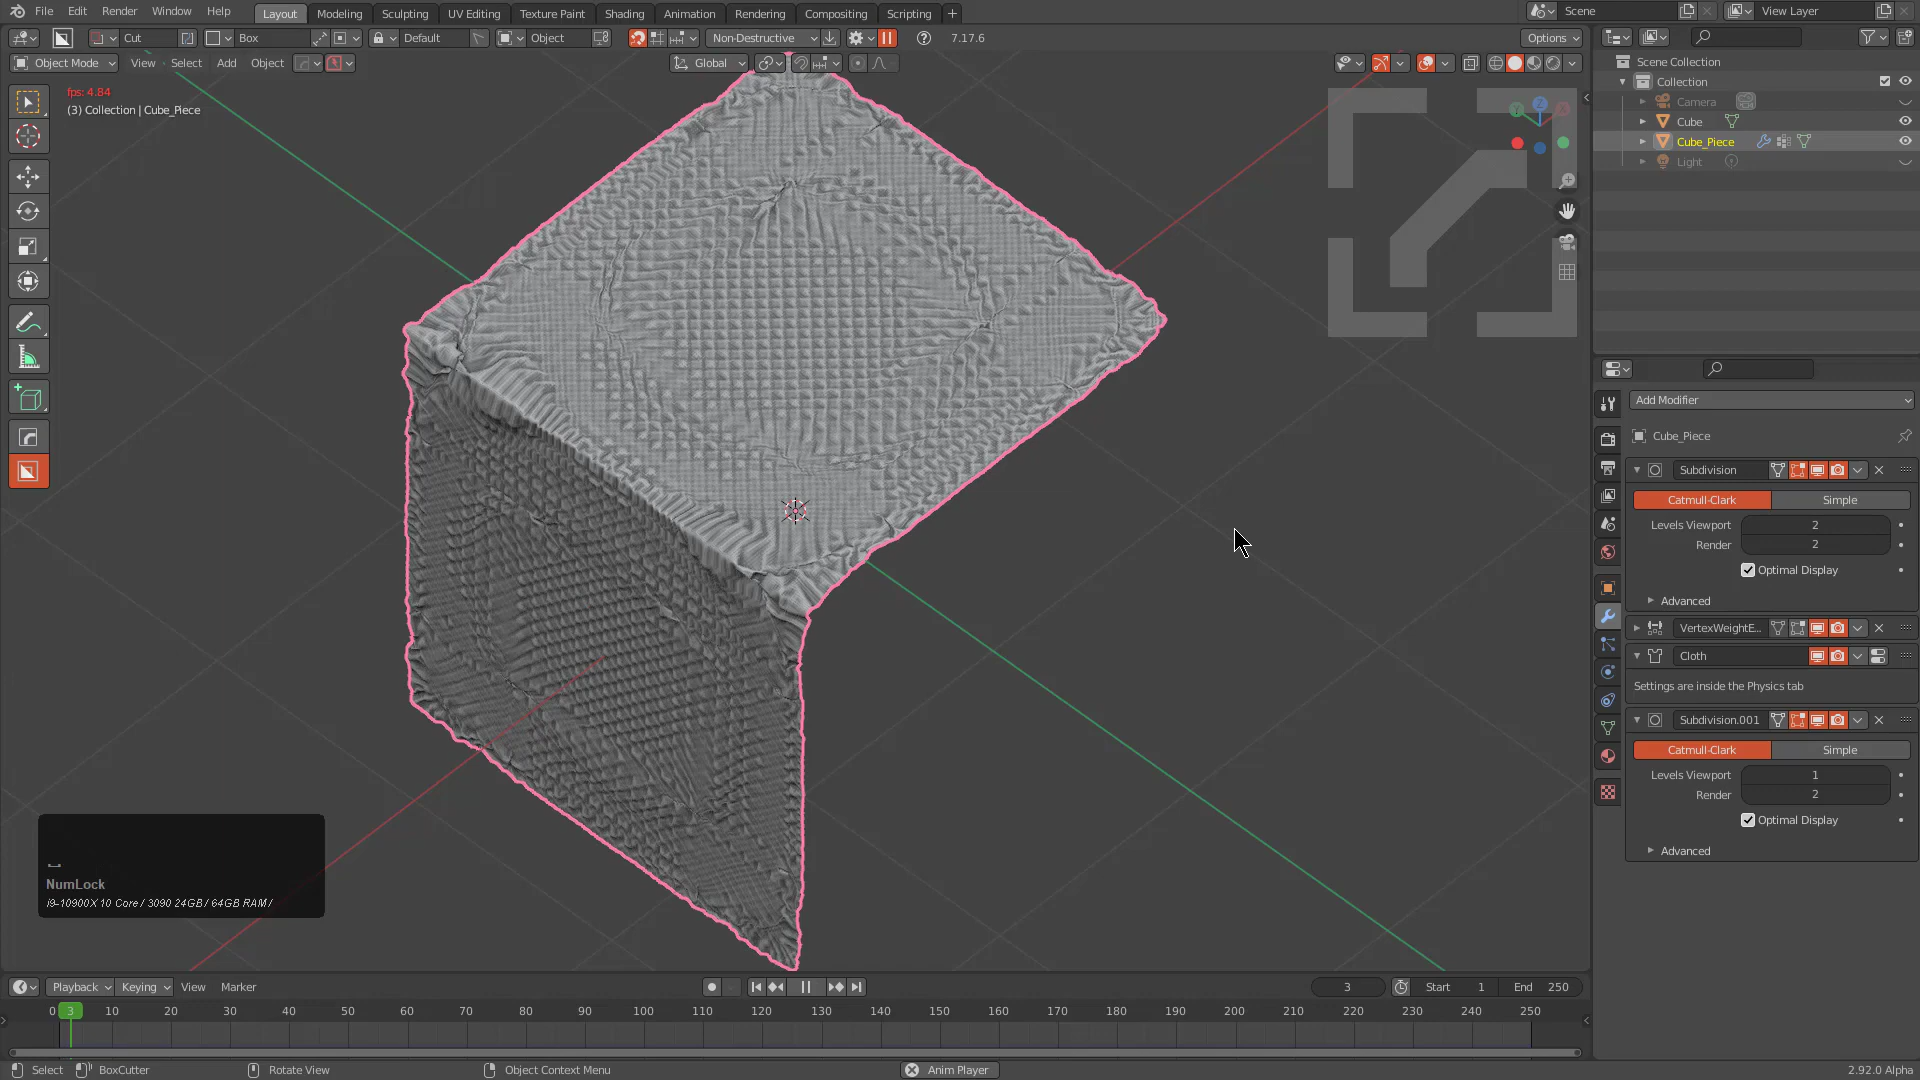 File Edit Render Window Help
Layout Modeling Sculpting UV Editing Texture Paint Shading Animation Rendering Compositing Scripting +
Scene
View Layer
Cut
Box
Default
Object
Non-Destructive
7.17.6
Options
Object Mode View Select Add Object
Global
fps: 4.84
(3) Collection | Cube_Piece
Scene Collection
Collection
Camera
Cube
Cube_Piece
Light
Add Modifier
Cube_Piece
Subdivision
Catmull-Clark Simple
Levels Viewport 2
Render 2
Optimal Display
Advanced
VertexWeightE...
Cloth
Settings are inside the Physics tab
Subdivision.001
Catmull-Clark Simple
Levels Viewport 1
Render 2
Optimal Display
Advanced
NumLock
i9-10900X 10 Core / 3090 24GB / 64GB RAM /
Playback Keying View Marker
3
Start 1 End 250
0 3 10 20 30 40 50 60 70 80 90 100 110 120 130 140 150 160 170 180 190 200 210 220 230 240 250
Select BoxCutter Rotate View Object Context Menu Anim Player
2.92.0 Alpha